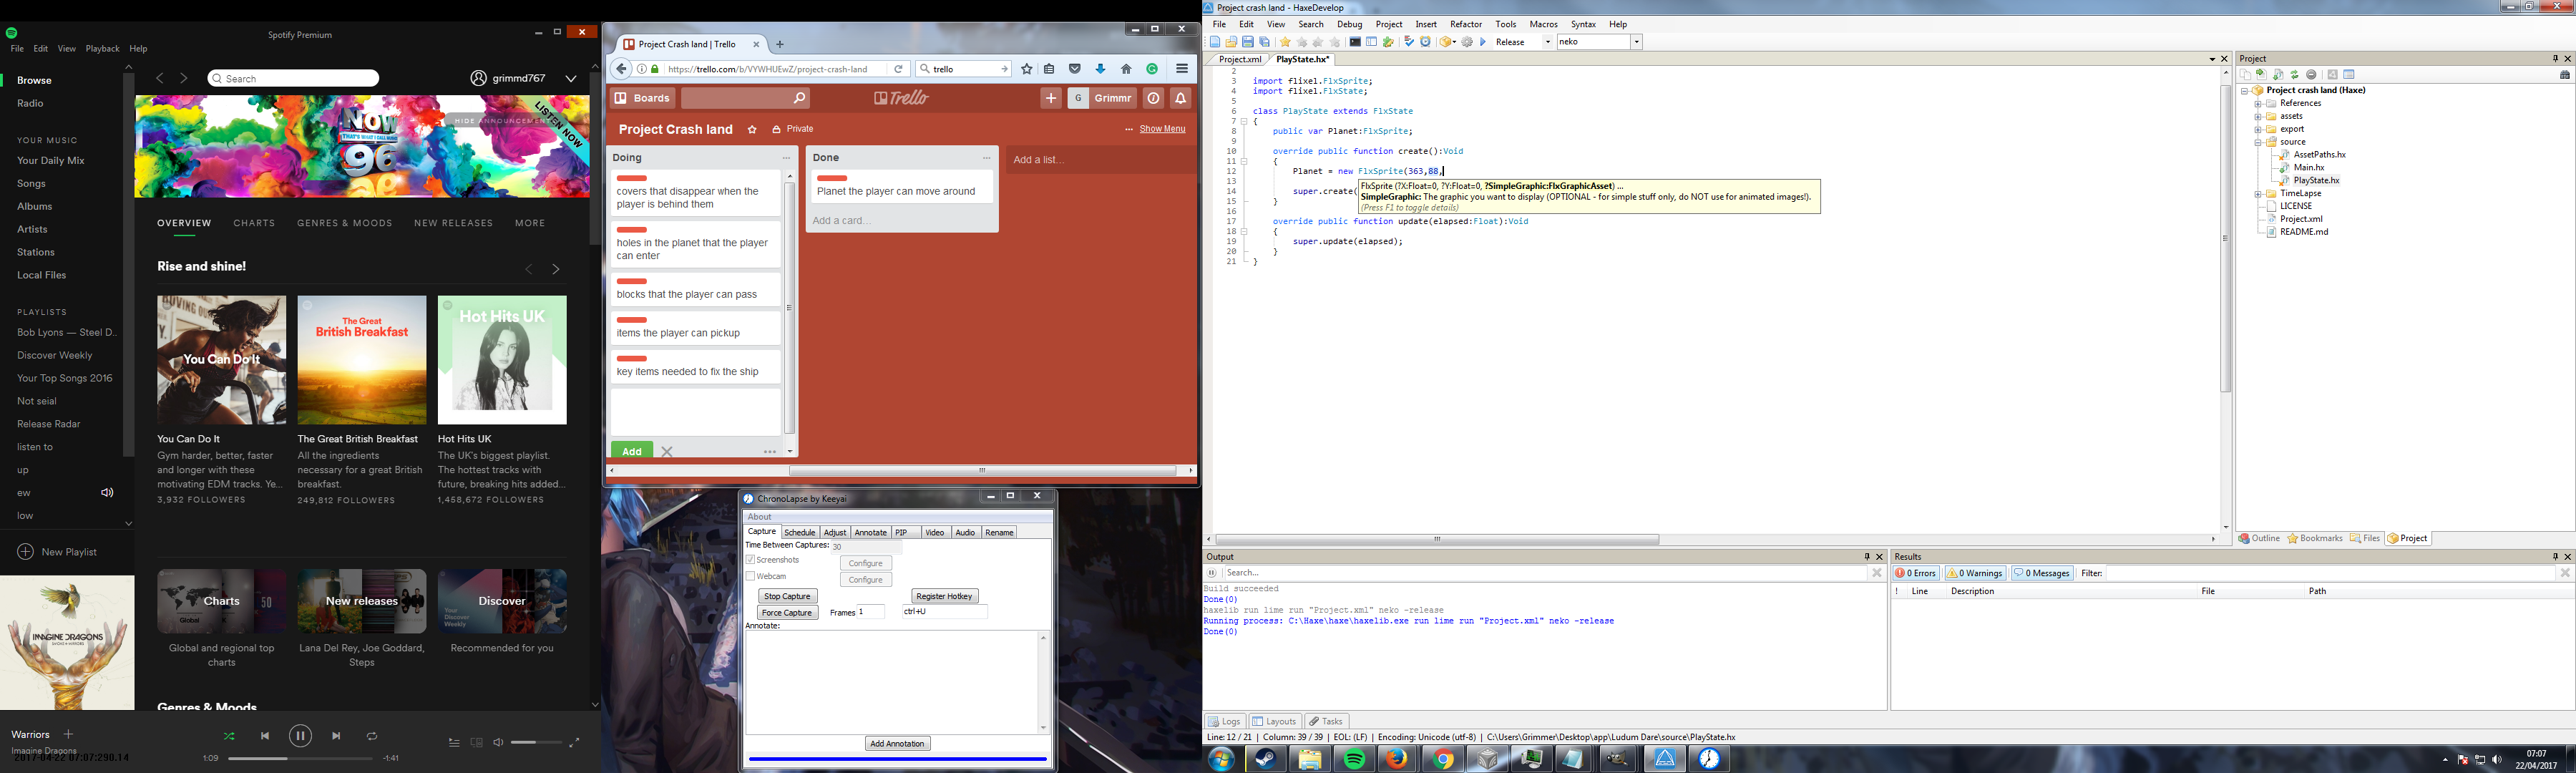 Spotify Premium
File Edit View Playback Help
Browse
Radio
YOUR MUSIC
Your Daily Mix
Songs
Albums
Artists
Stations
Local Files
PLAYLISTS
Bob Lyons — Steel D..
Discover Weekly
Your Top Songs 2016
Not seial
Release Radar
listen to
up
ew
low
New Playlist
IMAGINE DRAGONS
Search
grimmd767
HIDE ANNOUNCEMENTS
LISTEN NOW
NOW
THAT'S WHAT I CALL MUSIC
96
OVERVIEW CHARTS GENRES & MOODS NEW RELEASES MORE
Rise and shine!
You Can Do It
The Great
British Breakfast
Hot Hits UK
You Can Do It
Gym harder, better, faster
and longer with these
motivating EDM tracks. Ye...
3,932 FOLLOWERS
The Great British Breakfast
All the ingredients
necessary for a great British
breakfast.
249,812 FOLLOWERS
Hot Hits UK
The UK's biggest playlist.
The hottest tracks with
future, breaking hits added...
1,458,672 FOLLOWERS
Charts
New releases
Discover
Global and regional top
charts
Lana Del Rey, Joe Goddard,
Steps
Recommended for you
Genres & Moods
Warriors
Imagine Dragons
2017-04-22 07:07:290.14
1:09
-1:41
Project Crash land | Trello
https://trello.com/b/VYWHUEwZ/project-crash-land
trello
Boards
Trello
G Grimmr
Project Crash land
Private
... Show Menu
Doing
covers that disappear when the
player is behind them
holes in the planet that the player
can enter
blocks that the player can pass
items the player can pickup
key items needed to fix the ship
Add
Done
Planet the player can move around
Add a card...
Add a list...
ChronoLapse by Keeyai
About
Capture Schedule Adjust Annotate PIP Video Audio Rename
Time Between Captures: 30
Screenshots Configure
Webcam Configure
Stop Capture Register Hotkey
Force Capture Frames 1 ctrl+U
Annotate:
Add Annotation
Project crash land - HaxeDevelop
File Edit View Search Debug Project Insert Refactor Tools Macros Syntax Help
Release neko
Project.xml PlayState.hx*
2
3 import flixel.FlxSprite;
4 import flixel.FlxState;
5
6 class PlayState extends FlxState
7 {
8 public var Planet:FlxSprite;
9
10 override public function create():Void
11 {
12 Planet = new FlxSprite(363,88,
13
14 super.create(
15 }
16
17 override public function update(elapsed:Float):Void
18 {
19 super.update(elapsed);
20 }
21 }
FlxSprite (?X:Float=0, ?Y:Float=0, ?SimpleGraphic:FlxGraphicAsset) ...
SimpleGraphic: The graphic you want to display (OPTIONAL - for simple stuff only, do NOT use for animated images!).
(Press F1 to toggle details)
Project
Project crash land (Haxe)
References
assets
export
source
AssetPaths.hx
Main.hx
PlayState.hx
TimeLapse
LICENSE
Project.xml
README.md
Outline Bookmarks Files Project
Output
Search...
Build succeeded
Done(0)
haxelib run lime run "Project.xml" neko -release
Running process: C:\Haxe\haxe\haxelib.exe run lime run "Project.xml" neko -release
Done(0)
Results
0 Errors 0 Warnings 0 Messages Filter:
! Line Description File Path
Logs Layouts Tasks
Line: 12 / 21 | Column: 39 / 39 | EOL: (LF) | Encoding: Unicode (utf-8) | C:\Users\Grimmer\Desktop\app\Ludum Dare\source\PlayState.hx
07:07
22/04/2017